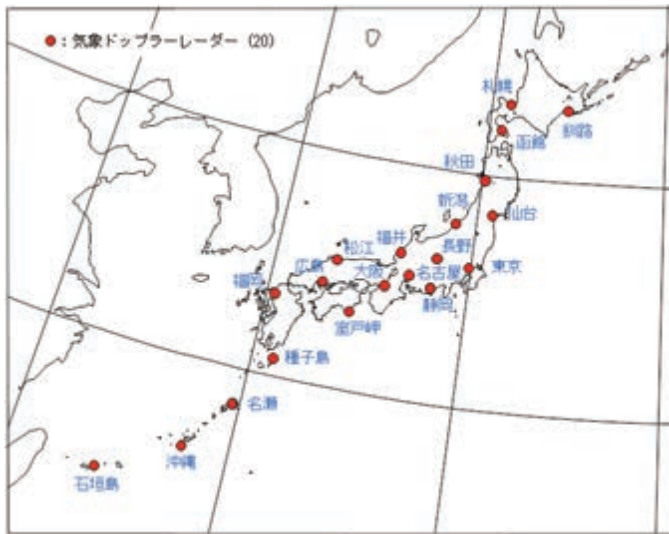 ●：気象ドップラーレーダー (20)
札幌
釧路
函館
秋田
仙台
新潟
福井
長野
松江
広島
大阪
名古屋
東京
福岡
静岡
室戸岬
種子島
名瀬
沖縄
石垣島